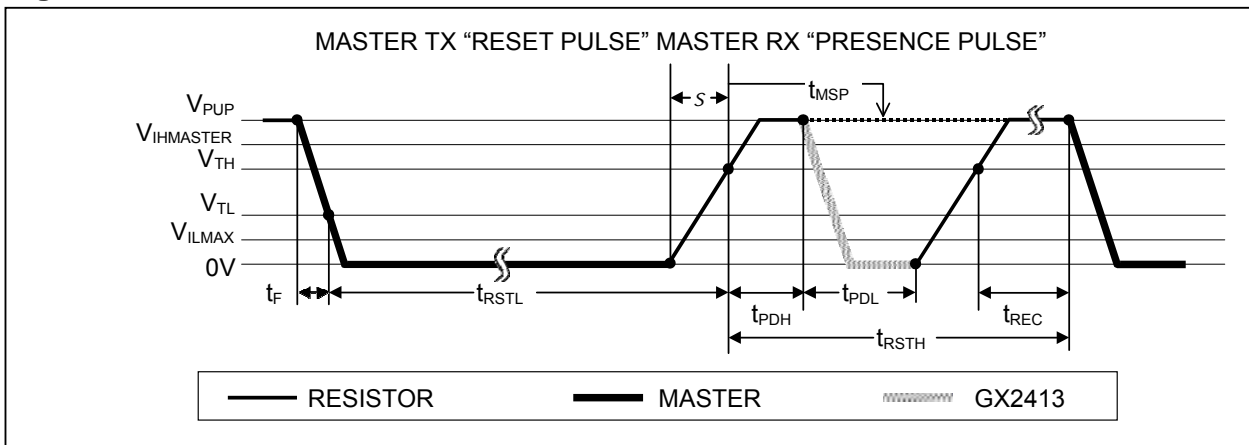 MASTER TX “RESET PULSE” MASTER RX “PRESENCE PULSE”
VPUP
VIHMASTER
VTH
VTL
VILMAX
0V
ε
tMSP
tF
tRSTL
tPDH
tPDL
tREC
tRSTH
RESISTOR
MASTER
GX2413